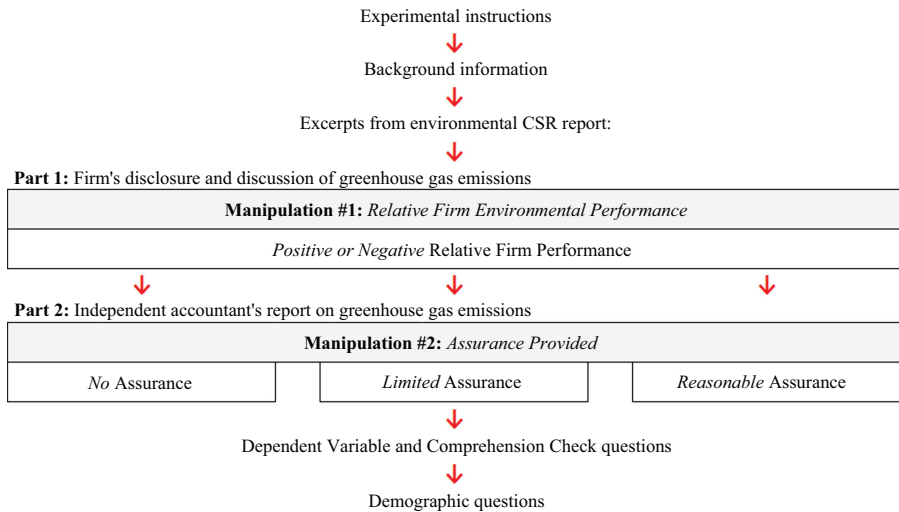 Experimental instructions
Background information
Excerpts from environmental CSR report:
Part 1: Firm's disclosure and discussion of greenhouse gas emissions
Manipulation #1: Relative Firm Environmental Performance
Positive or Negative Relative Firm Performance
Part 2: Independent accountant's report on greenhouse gas emissions
Manipulation #2: Assurance Provided
No Assurance
Limited Assurance
Reasonable Assurance
Dependent Variable and Comprehension Check questions
Demographic questions